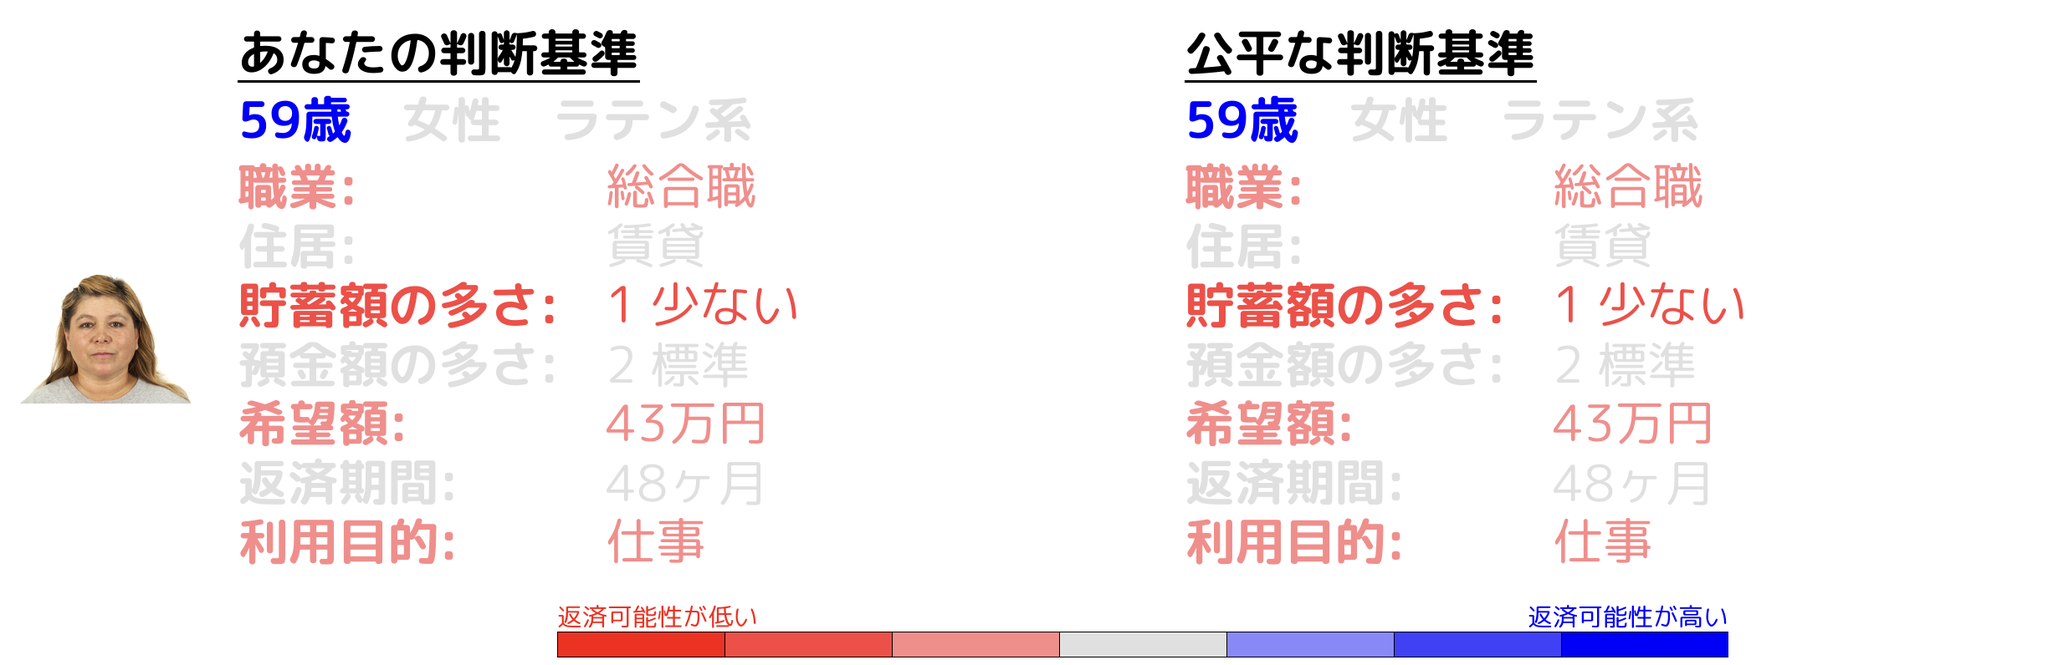 あなたの判断基準
59歳 女性 ラテン系
職業: 総合職
住居: 賃貸
貯蓄額の多さ: 1 少ない
預金額の多さ: 2 標準
希望額: 43万円
返済期間: 48ヶ月
利用目的: 仕事
公平な判断基準
59歳 女性 ラテン系
職業: 総合職
住居: 賃貸
貯蓄額の多さ: 1 少ない
預金額の多さ: 2 標準
希望額: 43万円
返済期間: 48ヶ月
利用目的: 仕事
返済可能性が低い
返済可能性が高い